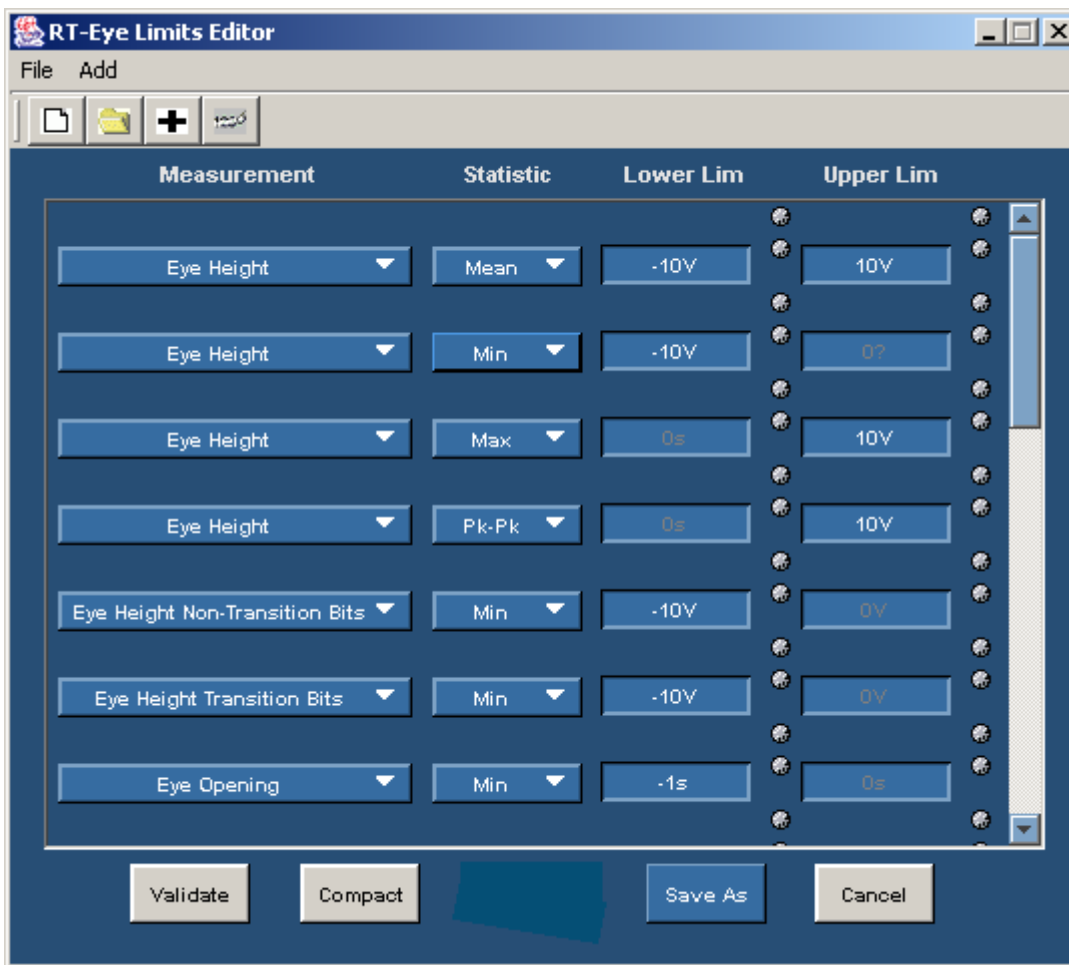 RT-Eye Limits Editor
File Add
Measurement Statistic Lower Lim Upper Lim
Eye Height Mean -10V 10V
Eye Height Min -10V 0?
Eye Height Max 0s 10V
Eye Height Pk-Pk 0s 10V
Eye Height Non-Transition Bits Min -10V 0V
Eye Height Transition Bits Min -10V 0V
Eye Opening Min -1s 0s
Validate Compact Save As Cancel